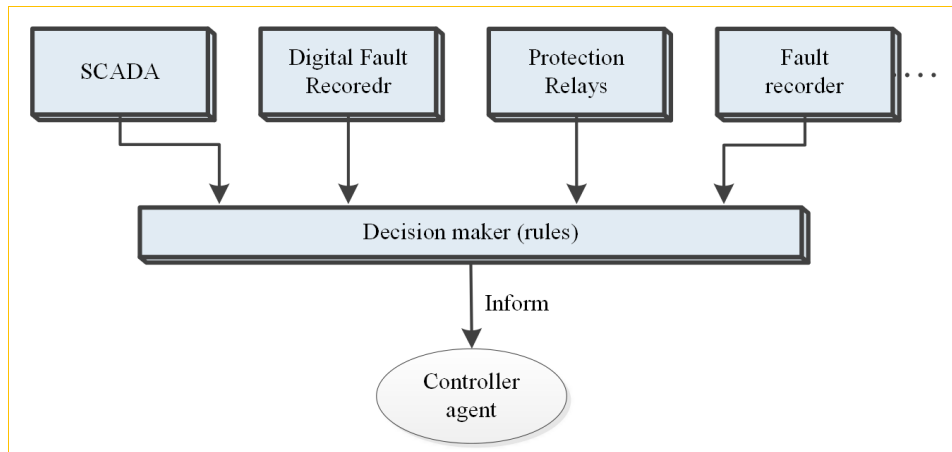 SCADA
Digital Fault
Recoredr
Protection
Relays
Fault
recorder
....
Decision maker (rules)
Inform
Controller
agent